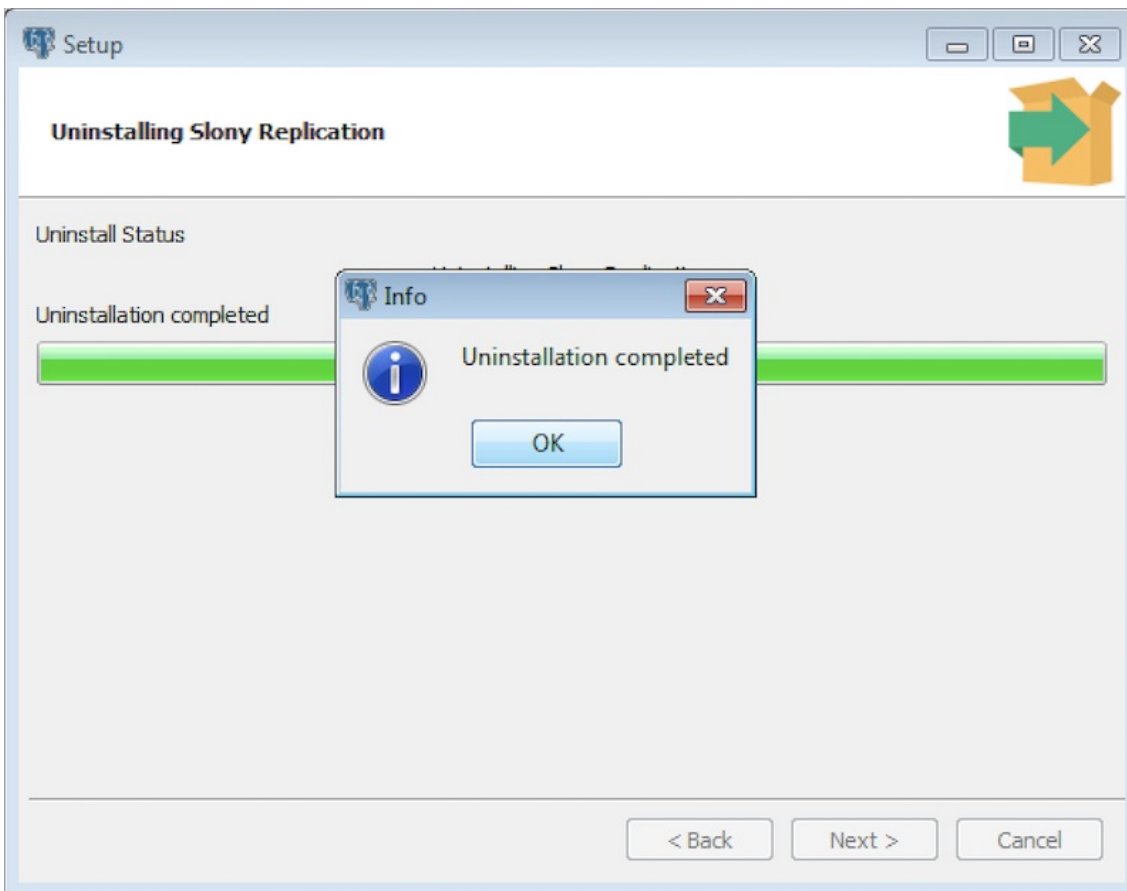 Setup
Uninstalling Slony Replication
Uninstall Status
Uninstallation completed
Info
Uninstallation completed
OK
< Back
Next >
Cancel